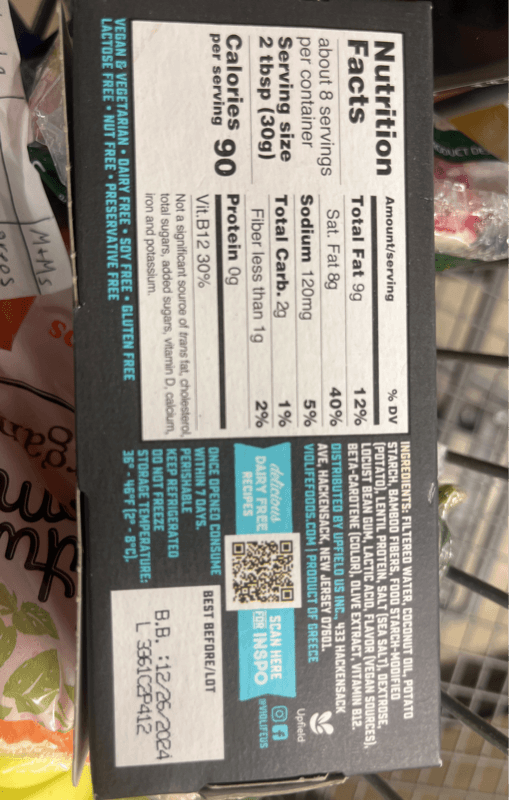 Nutrition
Facts
about 8 servings
per container
Serving size
2 tbsp (30g)
Calories
per serving
90
Amount/serving % DV
Total Fat 9g 12%
Sat. Fat 8g 40%
Sodium 120mg 5%
Total Carb. 2g 1%
Fiber less than 1g 2%
Protein 0g
Vit.B12 30%
Not a significant source of trans fat, cholesterol,
total sugars, added sugars, vitamin D, calcium,
iron and potassium.
VEGAN & VEGETARIAN • DAIRY FREE • SOY FREE • GLUTEN FREE
LACTOSE FREE • NUT FREE • PRESERVATIVE FREE
INGREDIENTS: FILTERED WATER, COCONUT OIL, POTATO
STARCH, BAMBOO FIBERS, FOOD STARCH-MODIFIED
(POTATO), LENTIL PROTEIN, SALT (SEA SALT), DEXTROSE,
LOCUST BEAN GUM, LACTIC ACID, FLAVOR (VEGAN SOURCES),
BETA-CAROTENE (COLOR), OLIVE EXTRACT, VITAMIN B12.
DISTRIBUTED BY UPFIELD US INC., 433 HACKENSACK
AVE, HACKENSACK, NEW JERSEY 07601.
VIOLIFEFOODS.COM | PRODUCT OF GREECE
Upfield
delicious
DAIRY FREE
RECIPES
SCAN HERE
FOR INSPO
@VIOLIFEUS
ONCE OPENED CONSUME
WITHIN 7 DAYS.
PERISHABLE
KEEP REFRIGERATED
DO NOT FREEZE
STORAGE TEMPERATURE:
36° - 46°F (2° - 8°C).
BEST BEFORE/LOT
B.B.:12/26/2024
L 3361C2P412
M+Ms